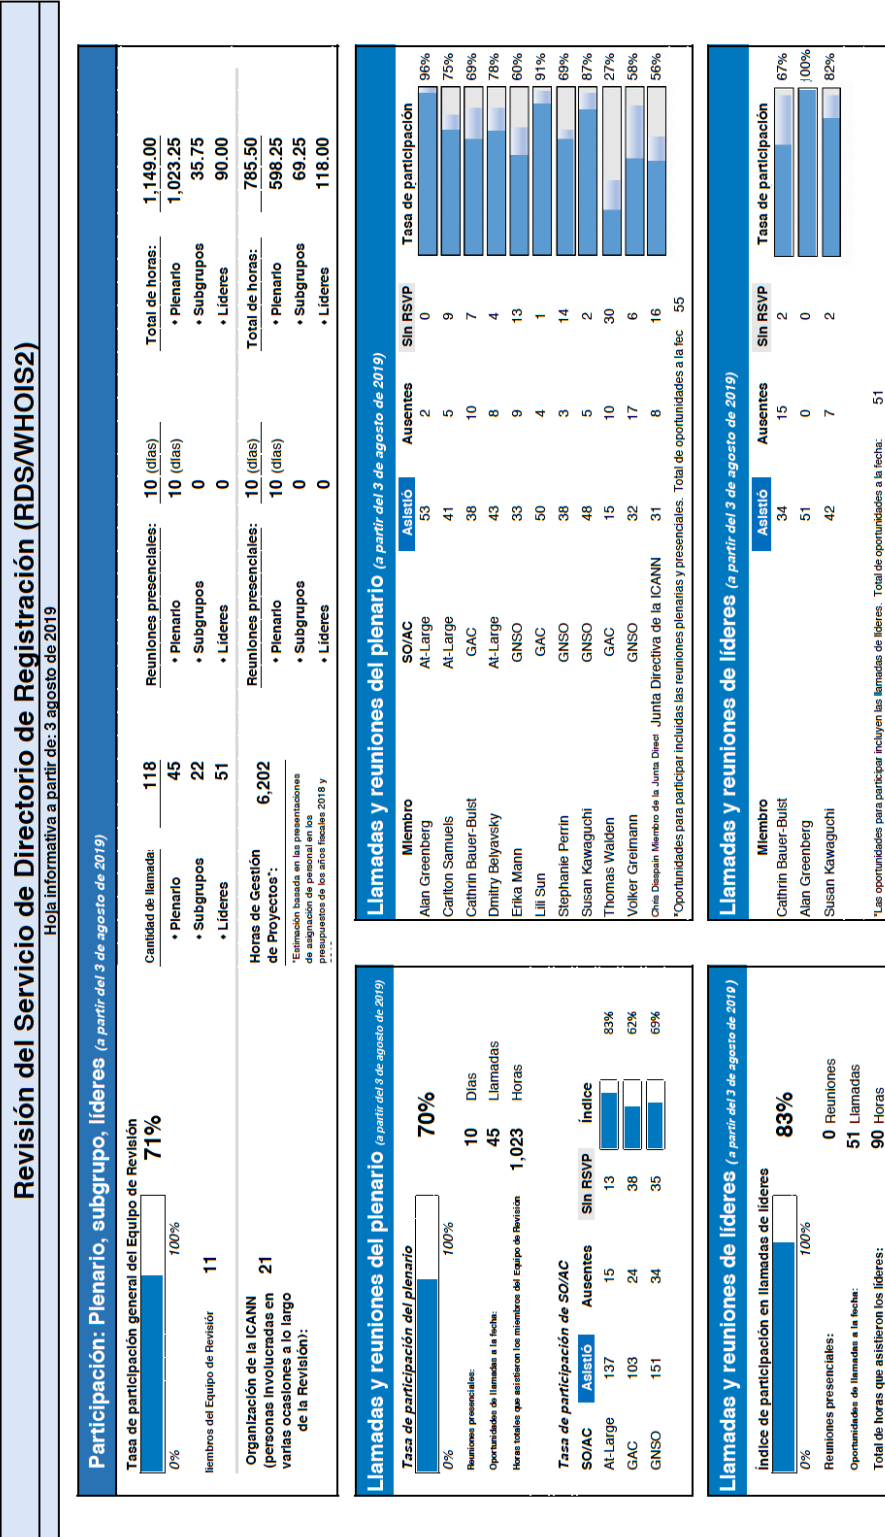 Revisión del Servicio de Directorio de Registración (RDS/WHOIS2)
Hoja informativa a partir de: 3 agosto de 2019
Participación: Plenario, subgrupo, líderes (a partir del 3 de agosto de 2019)
Tasa de participación general del Equipo de Revisión
71%
0% 100%
liembros del Equipo de Revisiór 11
Organización de la ICANN
(personas involucradas en
varias ocasiones a lo largo
de la Revisión):
21
Cantidad de llamada: 118
• Plenario 45
• Subgrupos 22
• Líderes 51
Horas de Gestión
de Proyectos*:
6,202
*Estimación basada en las presentaciones
de asignación de personal en los
presupuestos de los años fiscales 2018 y
Reuniones presenciales: 10 (días)
• Plenario 10 (días)
• Subgrupos 0
• Líderes 0
Reuniones presenciales: 10 (días)
• Plenario 10 (días)
• Subgrupos 0
• Líderes 0
Total de horas: 1,149.00
• Plenario 1,023.25
• Subgrupos 35.75
• Líderes 90.00
Total de horas: 785.50
• Plenario 598.25
• Subgrupos 69.25
• Líderes 118.00
Llamadas y reuniones del plenario (a partir del 3 de agosto de 2019)
Tasa de participación del plenario
70%
0% 100%
Reuniones presenciales: 10 Días
Oportunidades de llamadas a la fecha: 45 Llamadas
Horas totales que asistieron los miembros del Equipo de Revisión 1,023 Horas
Tasa de participación de SO/AC
SO/AC Asistió Ausentes Sin RSVP Índice
At-Large 137 15 13 83%
GAC 103 24 38 62%
GNSO 151 34 35 69%
Llamadas y reuniones del plenario (a partir del 3 de agosto de 2019)
Miembro SO/AC Asistió Ausentes Sin RSVP Tasa de participación
Alan Greenberg At-Large 53 2 0 96%
Carlton Samuels At-Large 41 5 9 75%
Cathrin Bauer-Bulst GAC 38 10 7 69%
Dmitry Belyavsky At-Large 43 8 4 78%
Erika Mann GNSO 33 9 13 60%
Lili Sun GAC 50 4 1 91%
Stephanie Perrin GNSO 38 3 14 69%
Susan Kawaguchi GNSO 48 5 2 87%
Thomas Walden GAC 15 10 30 27%
Volker Greimann GNSO 32 17 6 58%
Chris Disspain Miembro de la Junta Direct Junta Directiva de la ICANN 31 8 16 56%
*Oportunidades para participar incluidas las reuniones plenarias y presenciales. Total de oportunidades a la fec 55
Llamadas y reuniones de líderes (a partir del 3 de agosto de 2019)
Índice de participación en llamadas de líderes
83%
0% 100%
Reuniones presenciales: 0 Reuniones
Oportunidades de llamadas a la fecha: 51 Llamadas
Total de horas que asistieron los líderes: 90 Horas
Llamadas y reuniones de líderes (a partir del 3 de agosto de 2019)
Miembro Asistió Ausentes Sin RSVP Tasa de participación
Cathrin Bauer-Bulst 34 15 2 67%
Alan Greenberg 51 0 0 100%
Susan Kawaguchi 42 7 2 82%
*Las oportunidades para participar incluyen las llamadas de líderes. Total de oportunidades a la fecha: 51